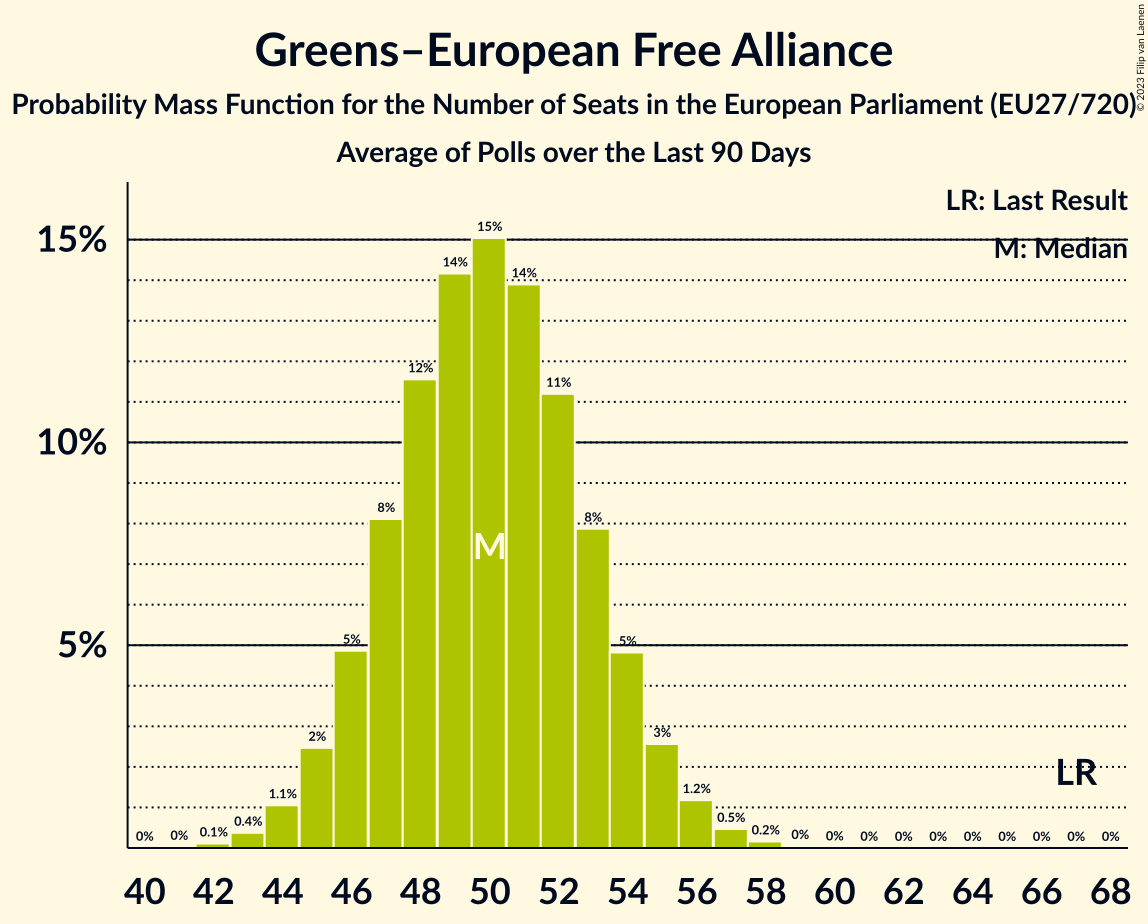 Greens–European Free Alliance
Probability Mass Function for the Number of Seats in the European Parliament (EU27/720)
Average of Polls over the Last 90 Days
© 2023 Filip van Laenen
LR: Last Result
M: Median
15%
10%
5%
0% 0% 0.1% 0.4% 1.1% 2% 5% 8% 12% 14% 15% 14% 11% 8% 5% 3% 1.2% 0.5% 0.2% 0% 0% 0% 0% 0% 0% 0% 0% 0% 0%
M
LR
40 42 44 46 48 50 52 54 56 58 60 62 64 66 68